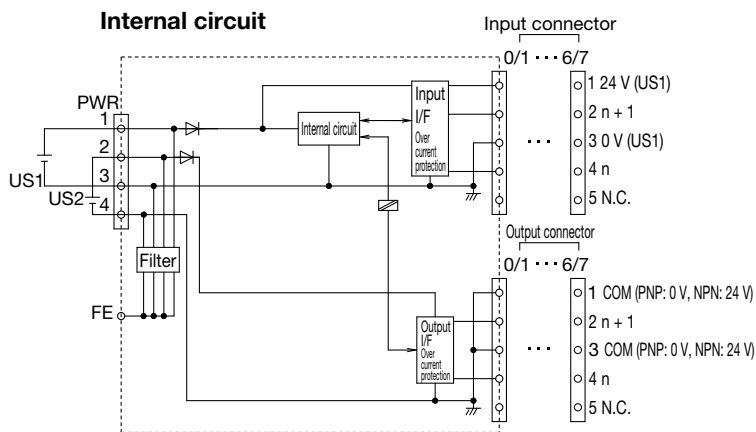 Internal circuit
Input connector
0/1 ··· 6/7
PWR
1
2
3
4
US1
US2
Filter
FE
Internal circuit
Input
I/F
Over
current
protection
···
1 24 V (US1)
2 n + 1
3 0 V (US1)
4 n
5 N.C.
Output connector
0/1 ··· 6/7
Output
I/F
Over
current
protection
···
1 COM (PNP: 0 V, NPN: 24 V)
2 n + 1
3 COM (PNP: 0 V, NPN: 24 V)
4 n
5 N.C.